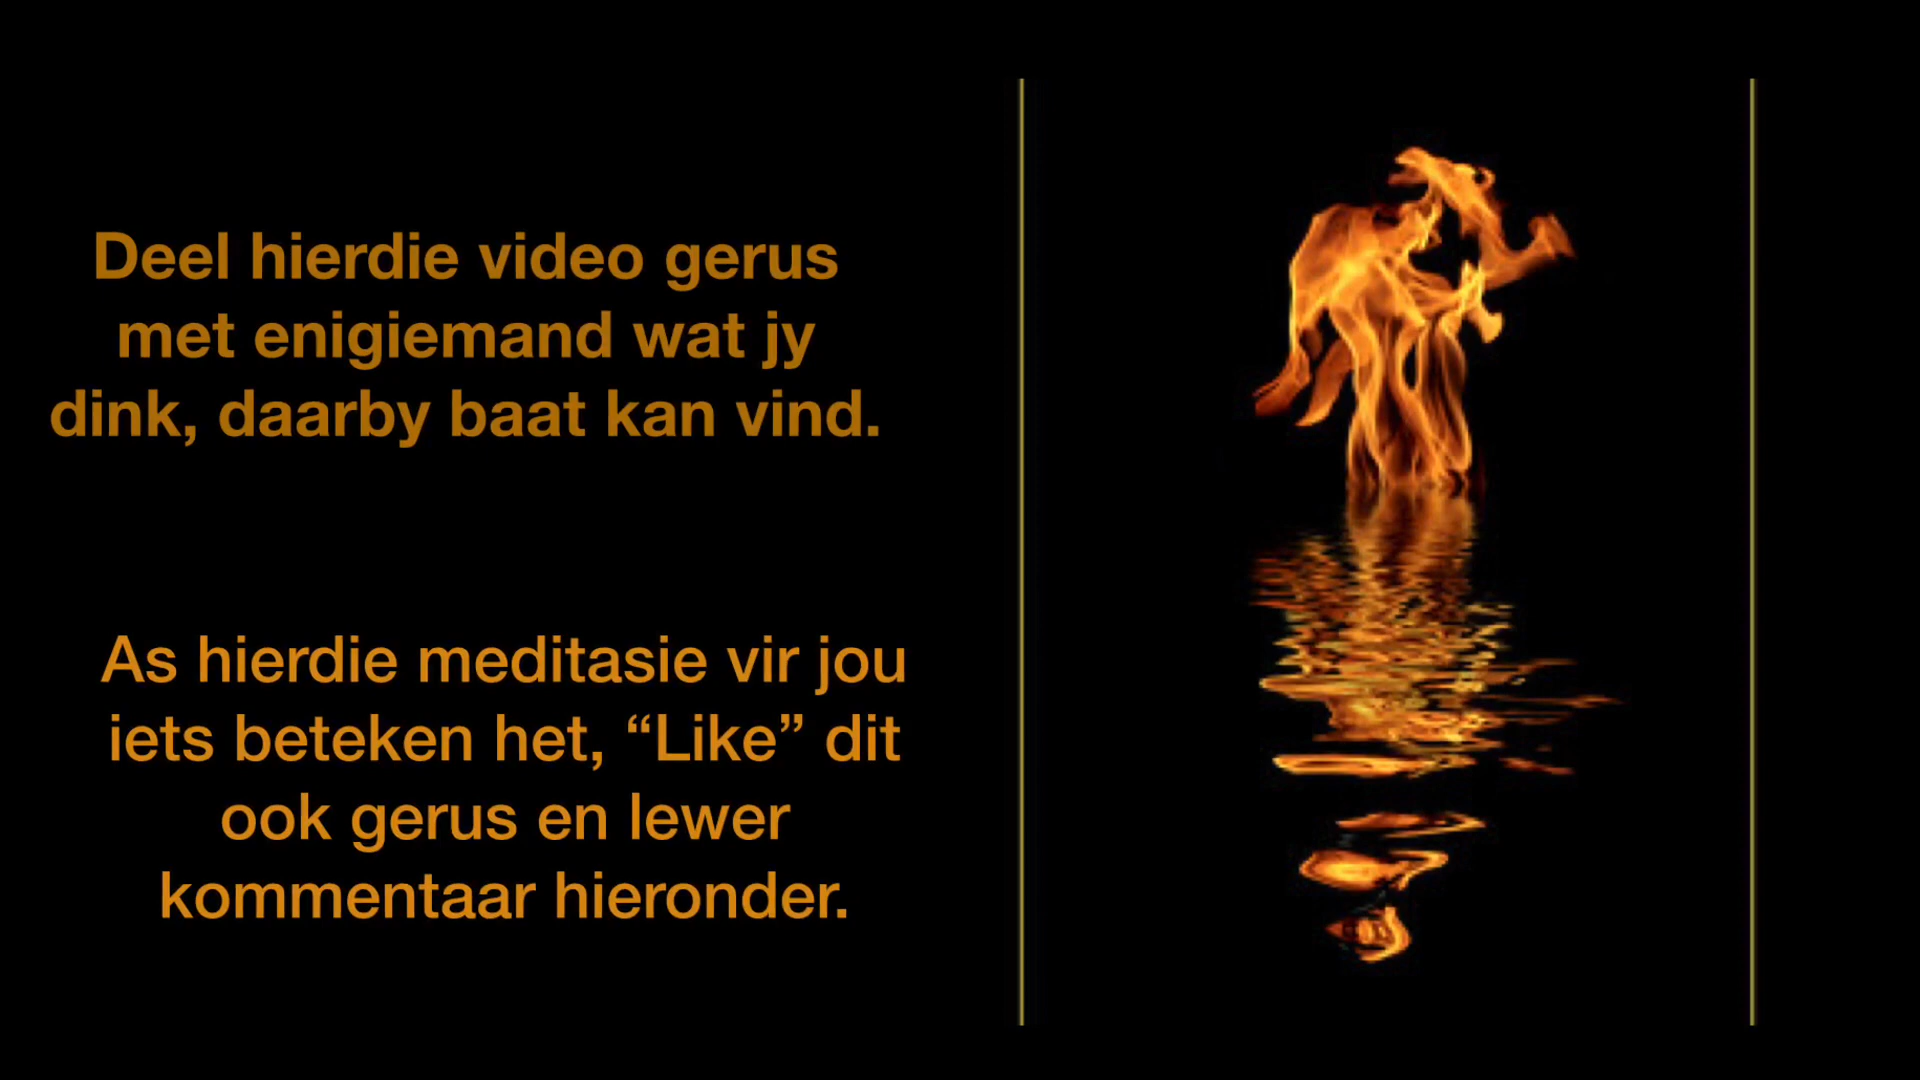 Deel hierdie video gerus
met enigiemand wat jy
dink, daarby baat kan vind.
As hierdie meditasie vir jou
iets beteken het, “Like” dit
ook gerus en lewer
kommentaar hieronder.